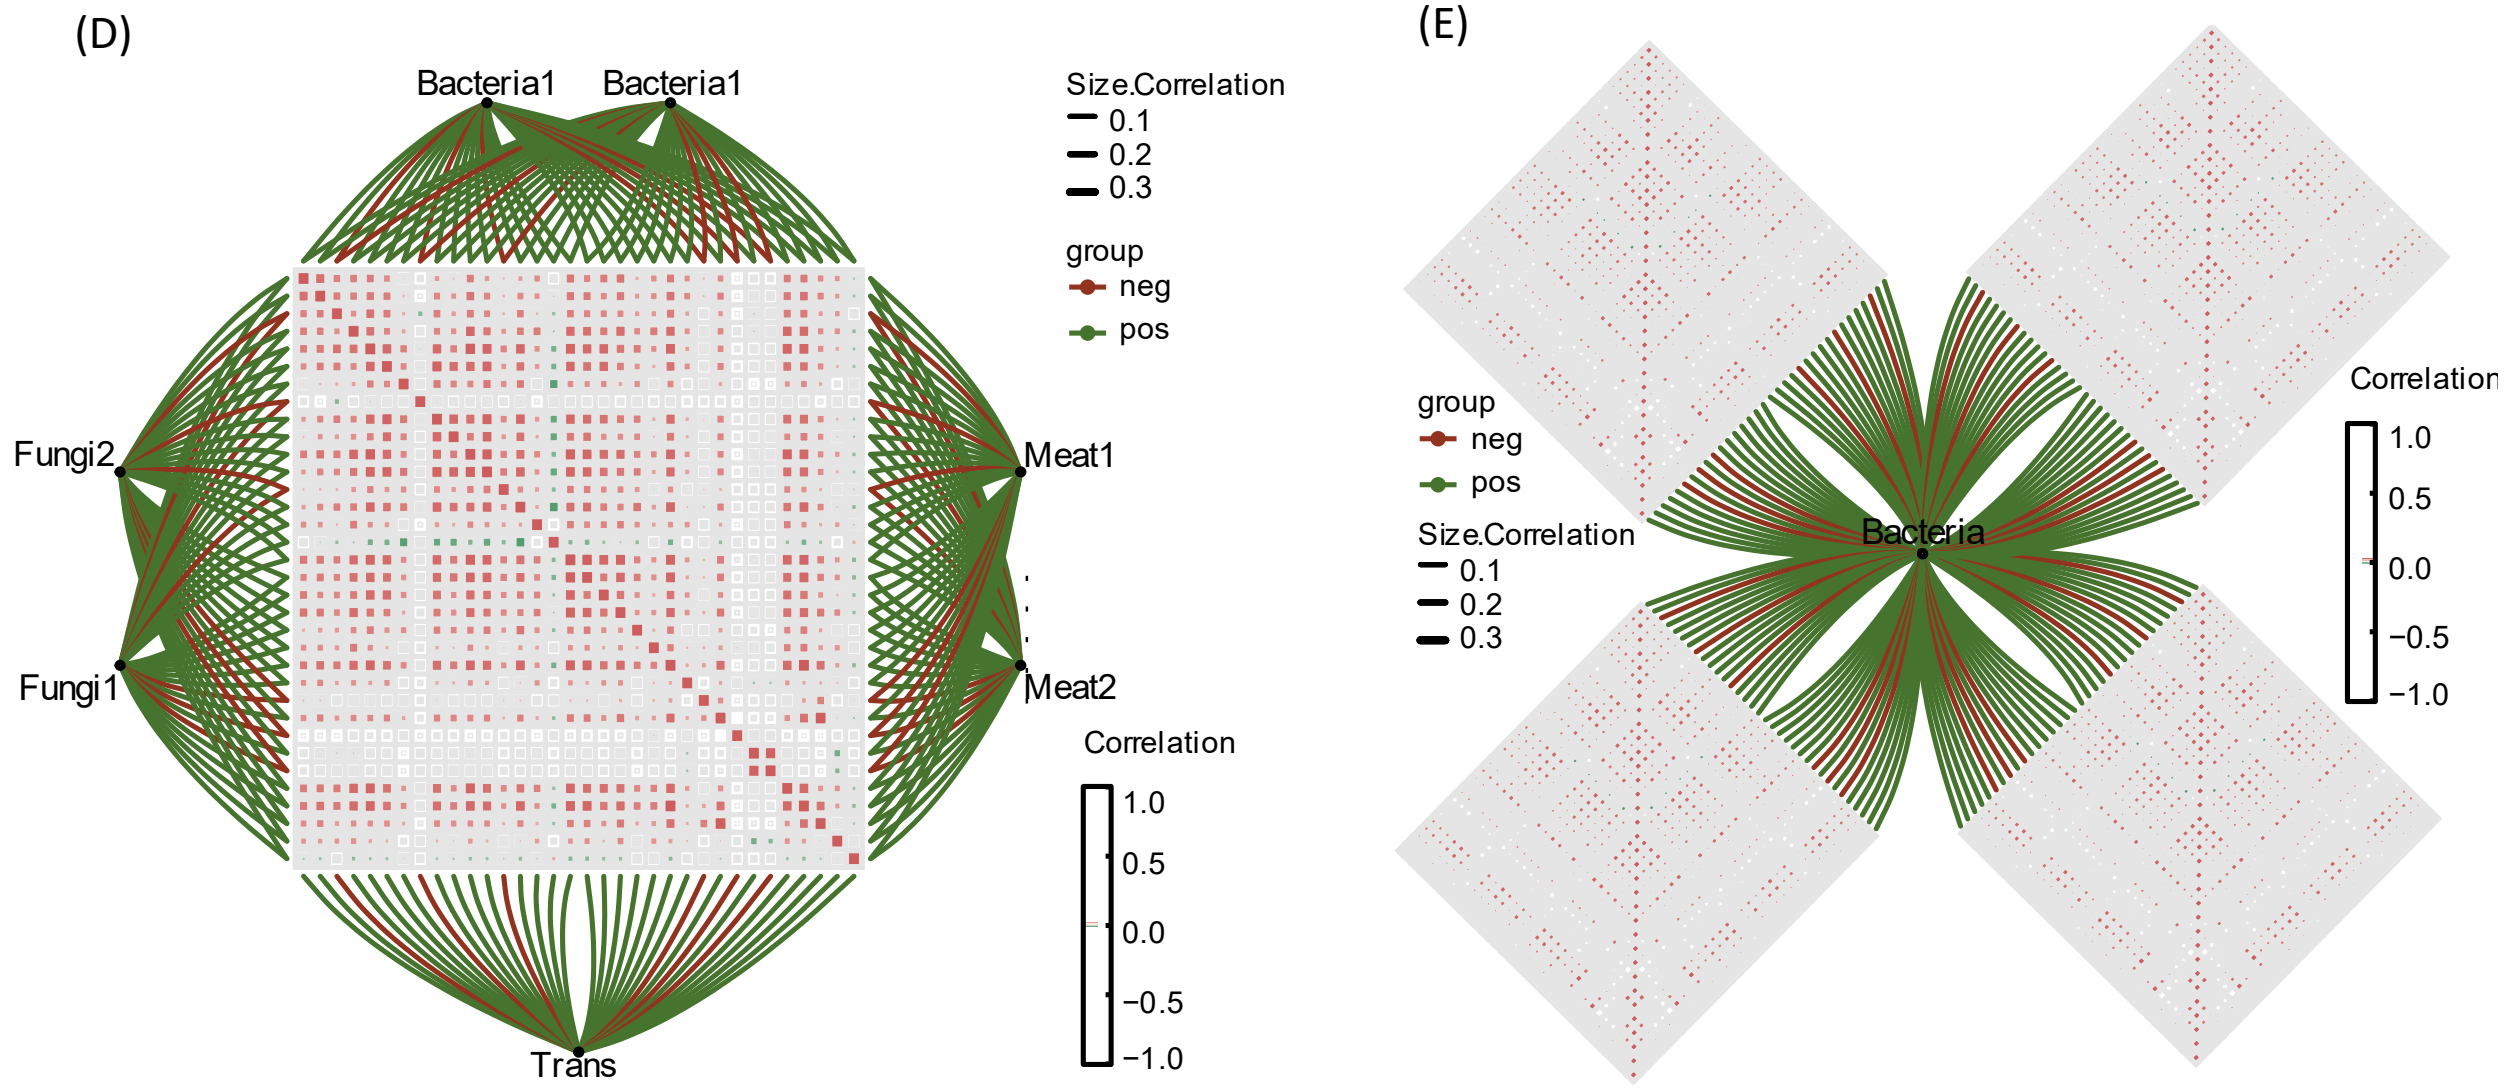 (D)
Bacteria1 Bacteria1
Fungi2
Fungi1
Meat1
Meat2
Trans
Size.Correlation
0.1
0.2
0.3
group
neg
pos
Correlation
1.0
0.5
0.0
−0.5
−1.0
(E)
Bacteria
group
neg
pos
Size.Correlation
0.1
0.2
0.3
Correlation
1.0
0.5
0.0
−0.5
−1.0